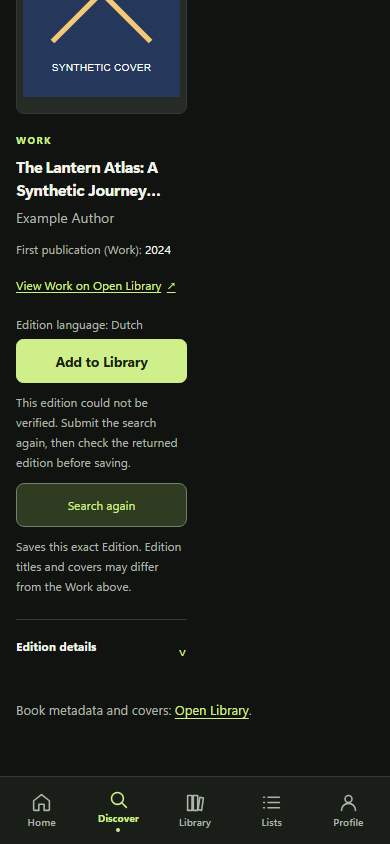 SYNTHETIC COVER
WORK
The Lantern Atlas: A
Synthetic Journey...
Example Author
First publication (Work): 2024
View Work on Open Library ↗
Edition language: Dutch
Add to Library
This edition could not be
verified. Submit the search
again, then check the returned
edition before saving.
Search again
Saves this exact Edition. Edition
titles and covers may differ
from the Work above.
Edition details v
Book metadata and covers: Open Library.
Home Discover Library Lists Profile